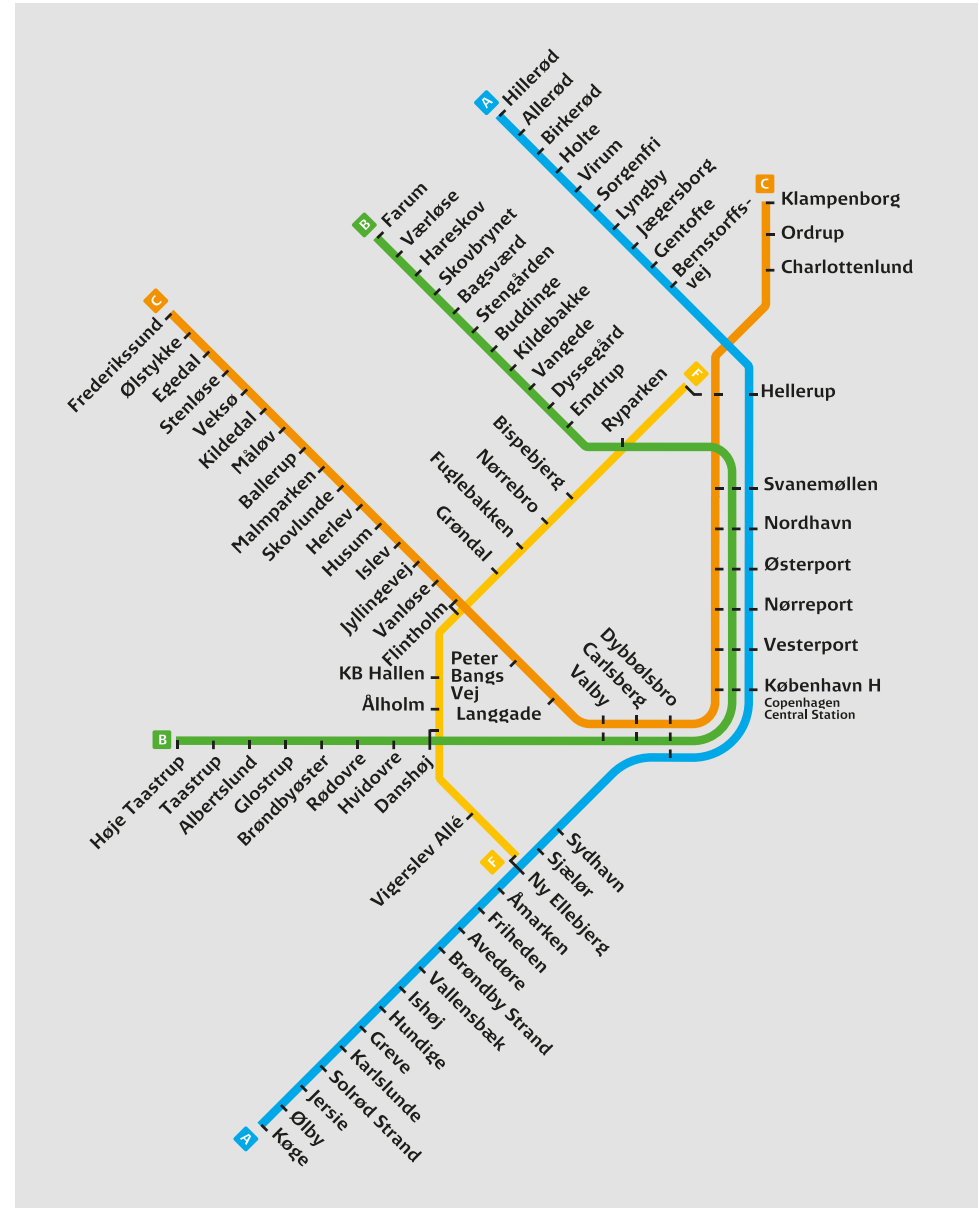 A
Hillerød
Allerød
Birkerød
Holte
Virum
Sorgenfri
Lyngby
Jægersborg
Gentofte
Bernstorffs-
vej
C
Klampenborg
Ordrup
Charlottenlund
B
Farum
Værløse
Hareskov
Skovbrynet
Bagsværd
Stengården
Buddinge
Kildebakke
Vangede
Dyssegård
Emdrup
C
Frederikssund
Ølstykke
Egedal
Stenløse
Veksø
Kildedal
Måløv
Ballerup
Malmparken
Skovlunde
Herlev
Husum
Islev
Jyllingevej
Vanløse
Flintholm
F
Ryparken
Bispebjerg
Nørrebro
Fuglebakken
Grøndal
Hellerup
Svanemøllen
Nordhavn
Østerport
Nørreport
Vesterport
København H
Copenhagen
Central Station
KB Hallen
Ålholm
Peter
Bangs
Vej
Langgade
Valby
Carlsberg
Dybbølsbro
B
Høje Taastrup
Taastrup
Albertslund
Glostrup
Brøndbyøster
Rødovre
Hvidovre
Danshøj
Vigerslev Allé
F
Sydhavn
Sjælør
Ny Ellebjerg
Åmarken
Friheden
Avedøre
Brøndby Strand
Vallensbæk
Ishøj
Hundige
Greve
Karlslunde
Solrød Strand
Jersie
Ølby
Køge
A